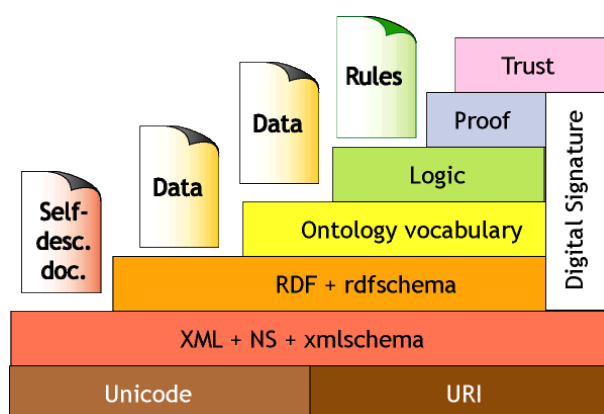 Rules
Trust
Data
Proof
Data
Logic
Self-
desc.
doc.
Ontology vocabulary
Digital Signature
RDF + rdfschema
XML + NS + xmlschema
Unicode
URI